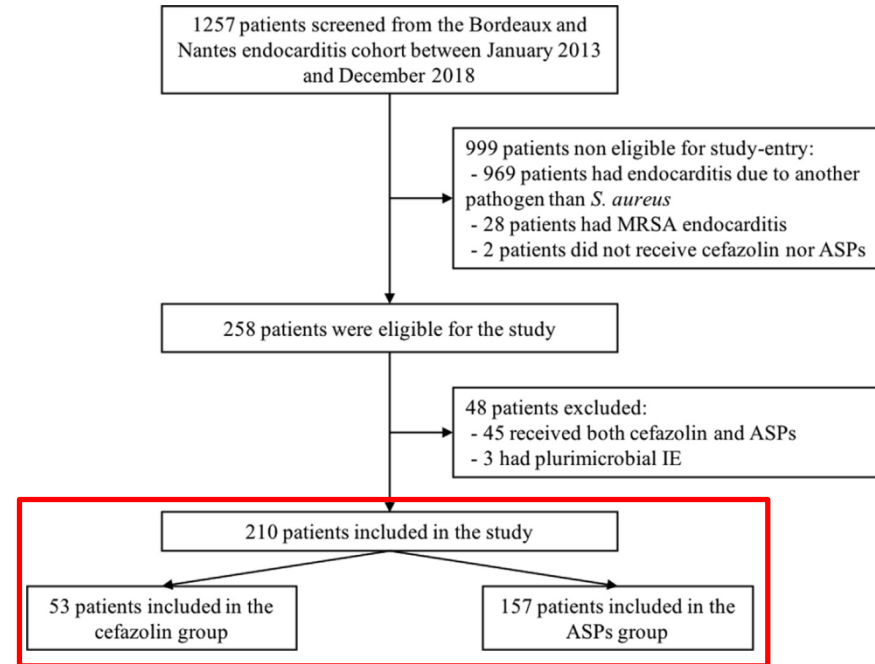 1257 patients screened from the Bordeaux and
Nantes endocarditis cohort between January 2013
and December 2018
999 patients non eligible for study-entry:
- 969 patients had endocarditis due to another
pathogen than S. aureus
- 28 patients had MRSA endocarditis
- 2 patients did not receive cefazolin nor ASPs
258 patients were eligible for the study
48 patients excluded:
- 45 received both cefazolin and ASPs
- 3 had plurimicrobial IE
210 patients included in the study
53 patients included in the
cefazolin group
157 patients included in the
ASPs group